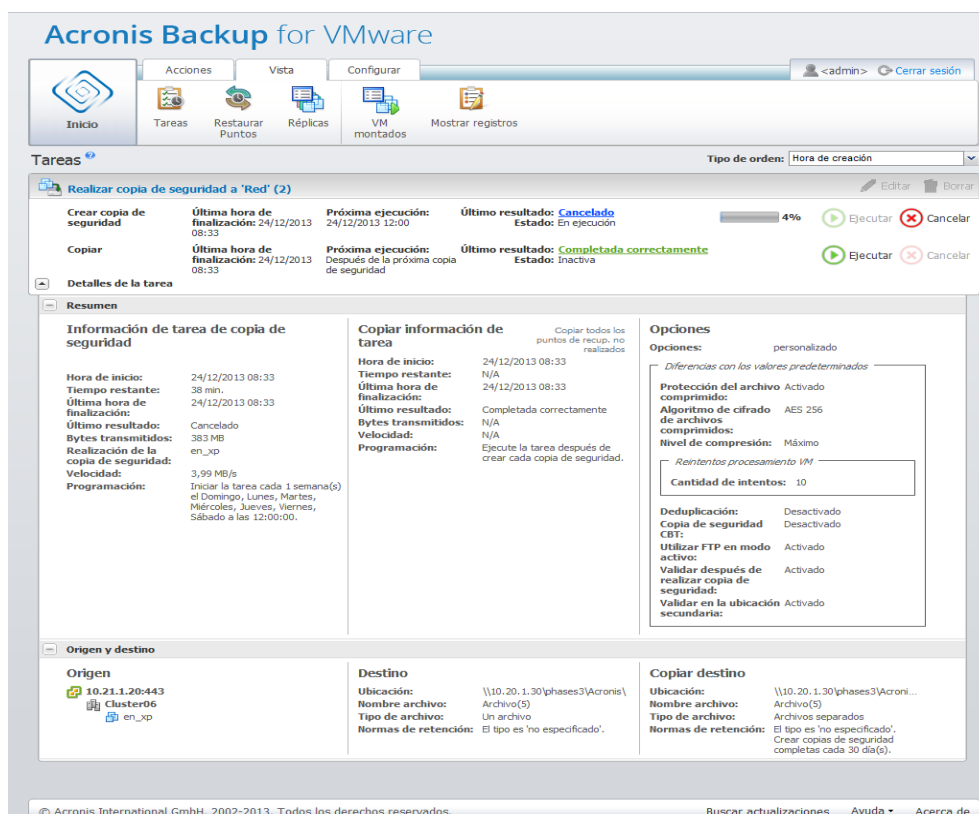 Acronis Backup for VMware
Acciones Vista Configurar
<admin> Cerrar sesión
Inicio
Tareas
Restaurar
Puntos
Réplicas
VM
montados
Mostrar registros
Tareas
Tipo de orden: Hora de creación
Realizar copia de seguridad a 'Red' (2)
Editar Borrar
Crear copia de
seguridad
Última hora de
finalización: 24/12/2013
08:33
Próxima ejecución:
24/12/2013 12:00
Último resultado: Cancelado
Estado: En ejecución
4%
Ejecutar Cancelar
Copiar
Última hora de
finalización: 24/12/2013
08:33
Próxima ejecución:
Después de la próxima copia
de seguridad
Último resultado: Completada correctamente
Estado: Inactiva
Ejecutar Cancelar
Detalles de la tarea
Resumen
Información de tarea de copia de
seguridad
Hora de inicio: 24/12/2013 08:33
Tiempo restante: 38 min.
Última hora de 24/12/2013 08:33
finalización:
Último resultado: Cancelado
Bytes transmitidos: 383 MB
Realización de la en_xp
copia de seguridad:
Velocidad: 3,99 MB/s
Programación: Iniciar la tarea cada 1 semana(s)
el Domingo, Lunes, Martes,
Miércoles, Jueves, Viernes,
Sábado a las 12:00:00.
Copiar información de
tarea
Copiar todos los
puntos de recup. no
realizados
Hora de inicio: 24/12/2013 08:33
Tiempo restante: N/A
Última hora de 24/12/2013 08:33
finalización:
Último resultado: Completada correctamente
Bytes transmitidos: N/A
Velocidad: N/A
Programación: Ejecute la tarea después de
crear cada copia de seguridad.
Opciones
Opciones: personalizado
Diferencias con los valores predeterminados
Protección del archivo Activado
comprimido:
Algoritmo de cifrado AES 256
de archivos
comprimidos:
Nivel de compresión: Máximo
Reintentos procesamiento VM
Cantidad de intentos: 10
Deduplicación: Desactivado
Copia de seguridad Desactivado
CBT:
Utilizar FTP en modo Activado
activo:
Validar después de Activado
realizar copia de
seguridad:
Validar en la ubicación Activado
secundaria:
Origen y destino
Origen
10.21.1.20:443
Cluster06
en_xp
Destino
Ubicación: \\10.20.1.30\phases3\Acronis\
Nombre archivo: Archivo(5)
Tipo de archivo: Un archivo
Normas de retención: El tipo es 'no especificado'.
Copiar destino
Ubicación: \\10.20.1.30\phases3\Acroni...
Nombre archivo: Archivo(5)
Tipo de archivo: Archivos separados
Normas de retención: El tipo es 'no especificado'.
Crear copias de seguridad
completas cada 30 día(s).
© Acronis International GmbH, 2002-2013. Todos los derechos reservados.
Buscar actualizaciones Ayuda Acerca de